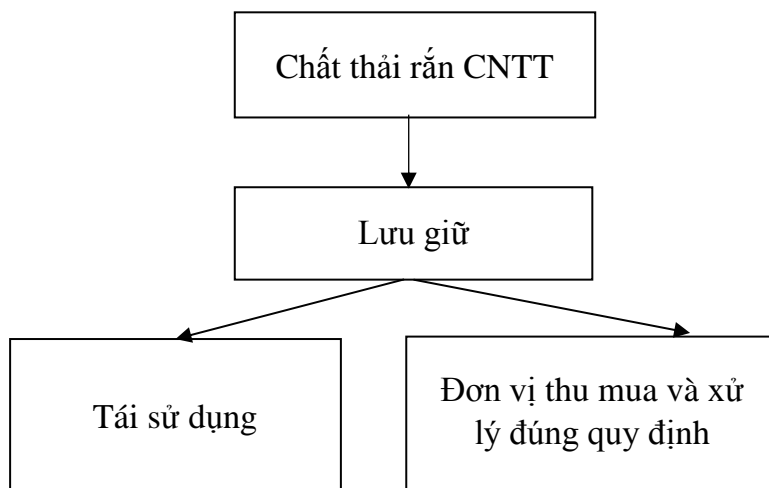 Chất thải rắn CNTT
Lưu giữ
Tái sử dụng
Đơn vị thu mua và xử
lý đúng quy định